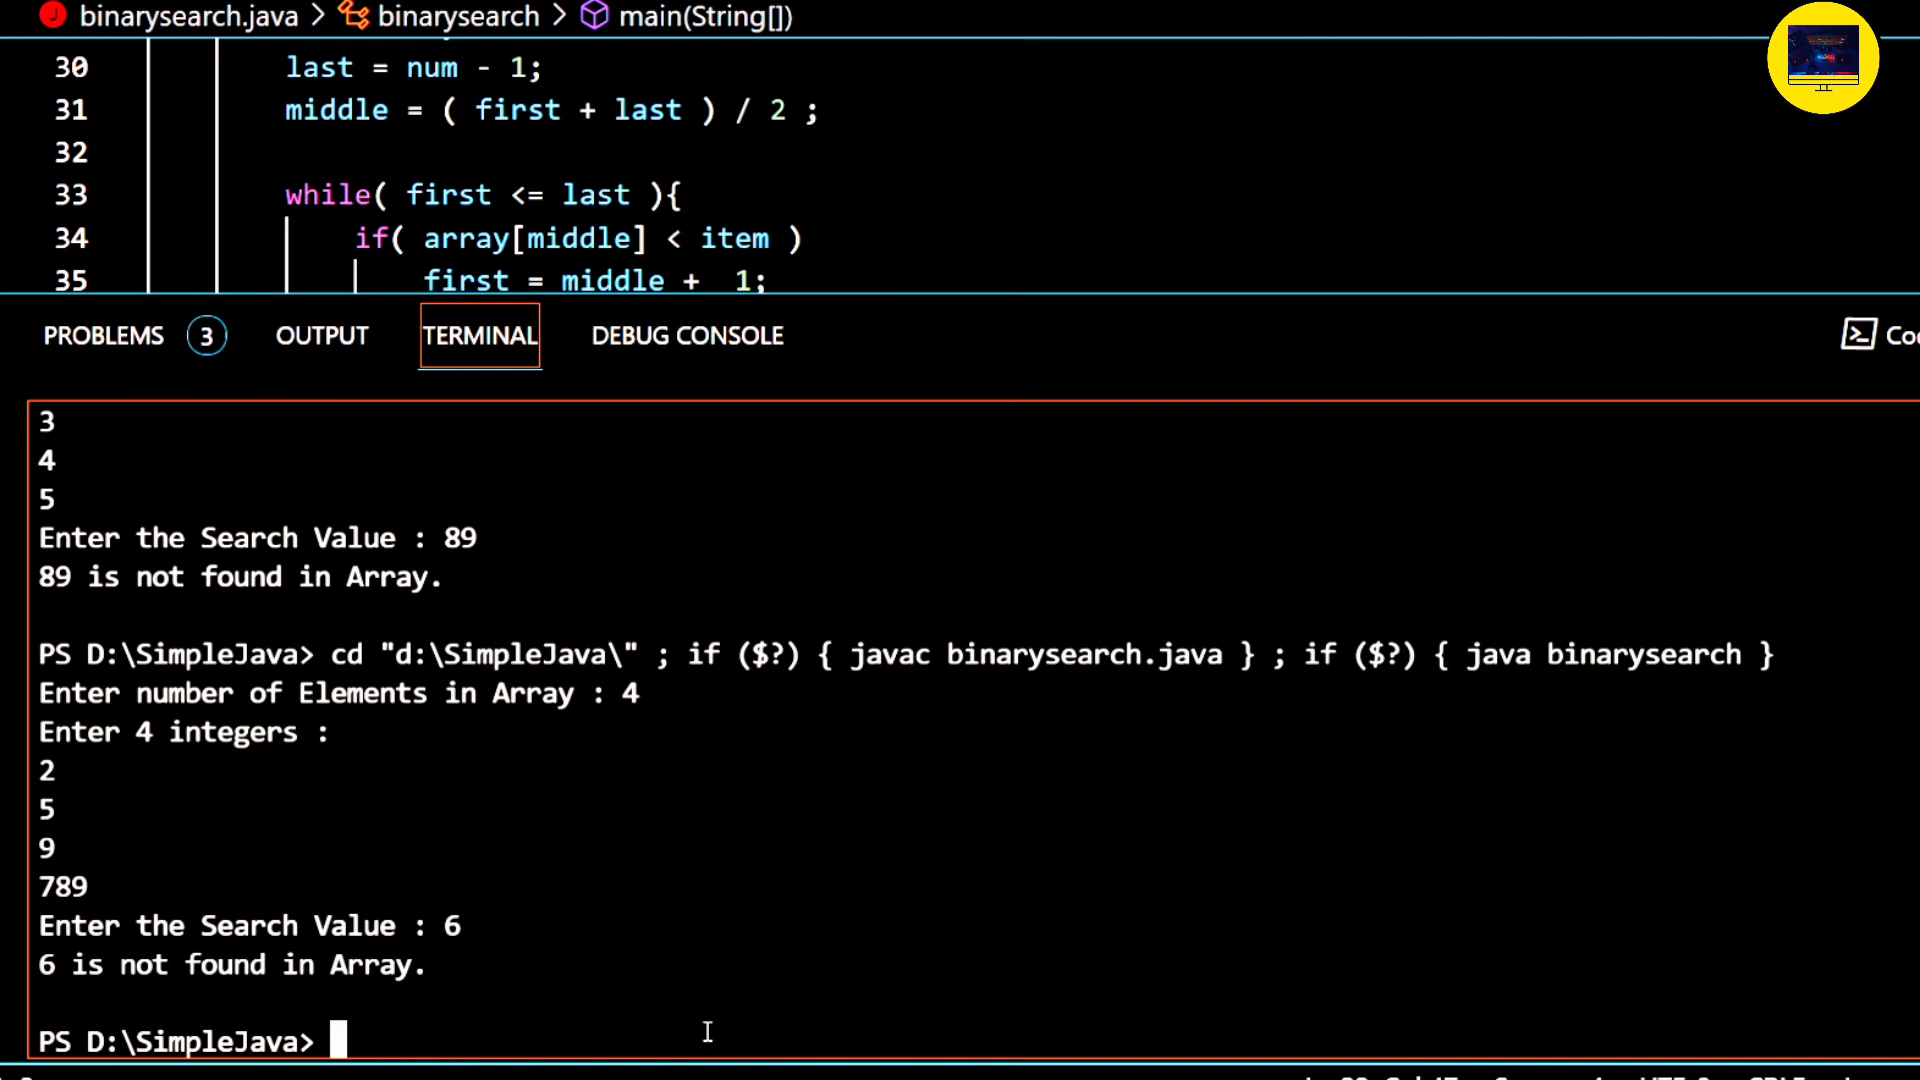 binarysearch.java > binarysearch > main(String[])
30 last = num - 1;
31 middle = ( first + last ) / 2 ;
32
33 while( first <= last ){
34 if( array[middle] < item )
35 first = middle + 1;
PROBLEMS 3 OUTPUT TERMINAL DEBUG CONSOLE
3
4
5
Enter the Search Value : 89
89 is not found in Array.
PS D:\SimpleJava> cd "d:\SimpleJava\" ; if ($?) { javac binarysearch.java } ; if ($?) { java binarysearch }
Enter number of Elements in Array : 4
Enter 4 integers :
2
5
9
789
Enter the Search Value : 6
6 is not found in Array.
PS D:\SimpleJava>